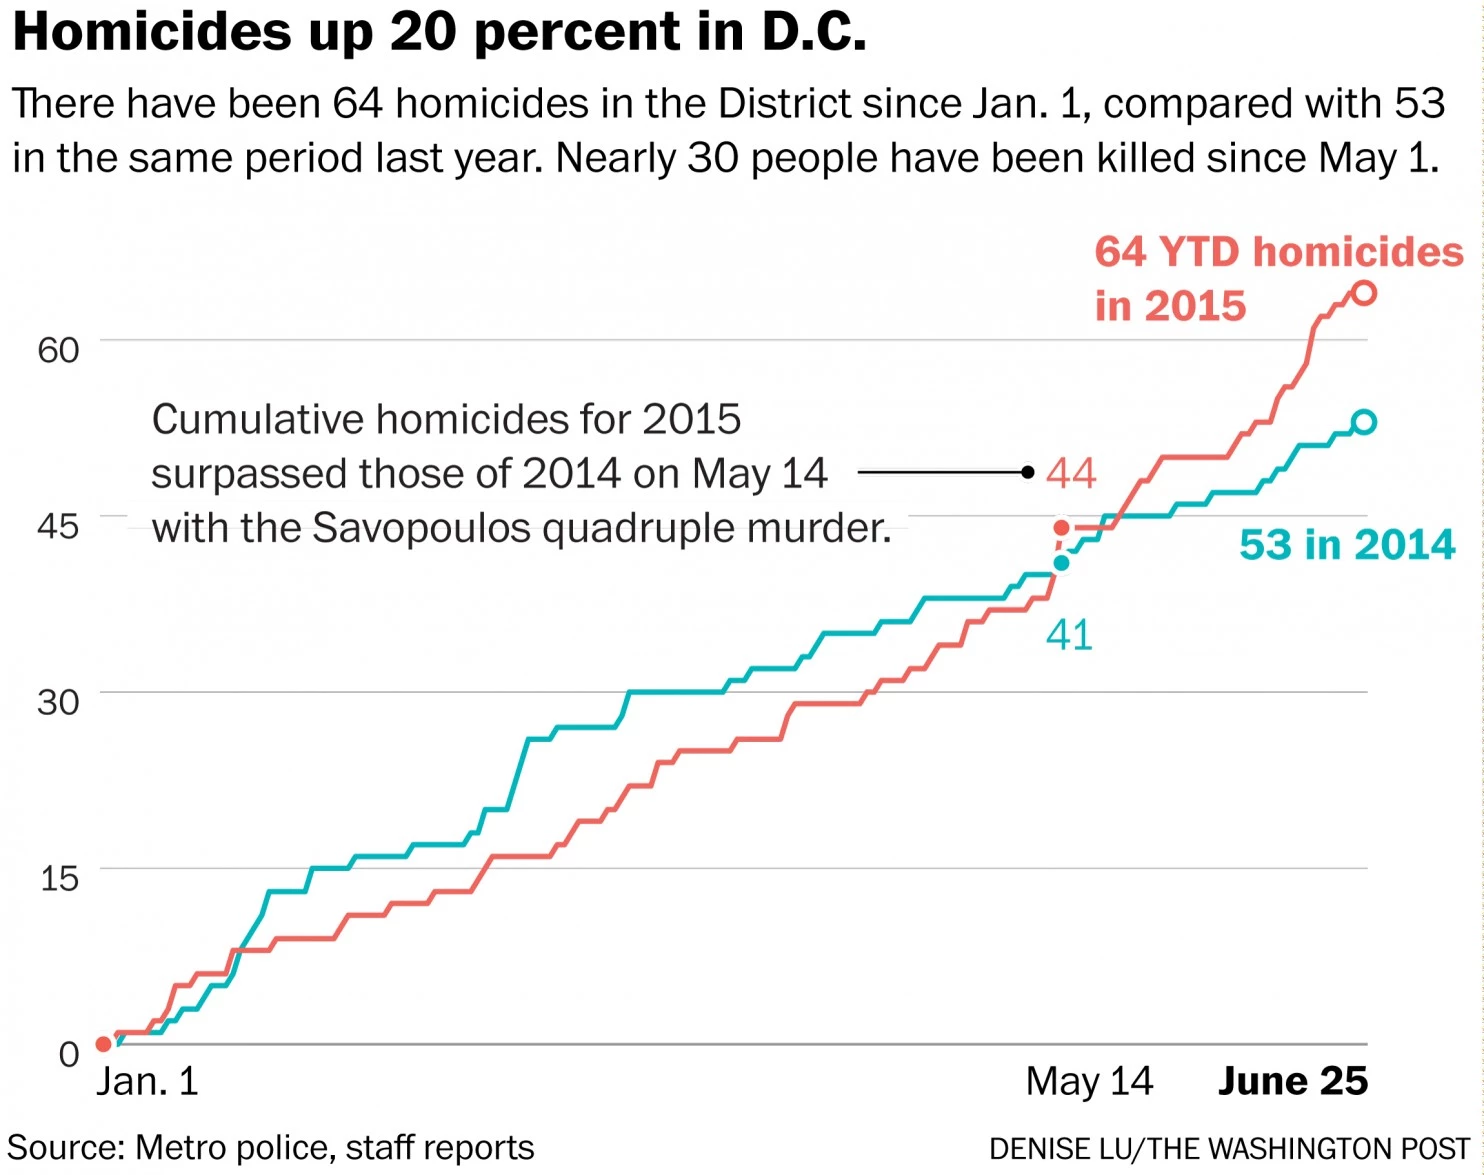 Homicides up 20 percent in D.C.
There have been 64 homicides in the District since Jan. 1, compared with 53
in the same period last year. Nearly 30 people have been killed since May 1.
64 YTD homicides
in 2015
60
Cumulative homicides for 2015
surpassed those of 2014 on May 14
with the Savopoulos quadruple murder.
44
45
53 in 2014
41
30
15
0
Jan. 1
May 14
June 25
Source: Metro police, staff reports
DENISE LU/THE WASHINGTON POST